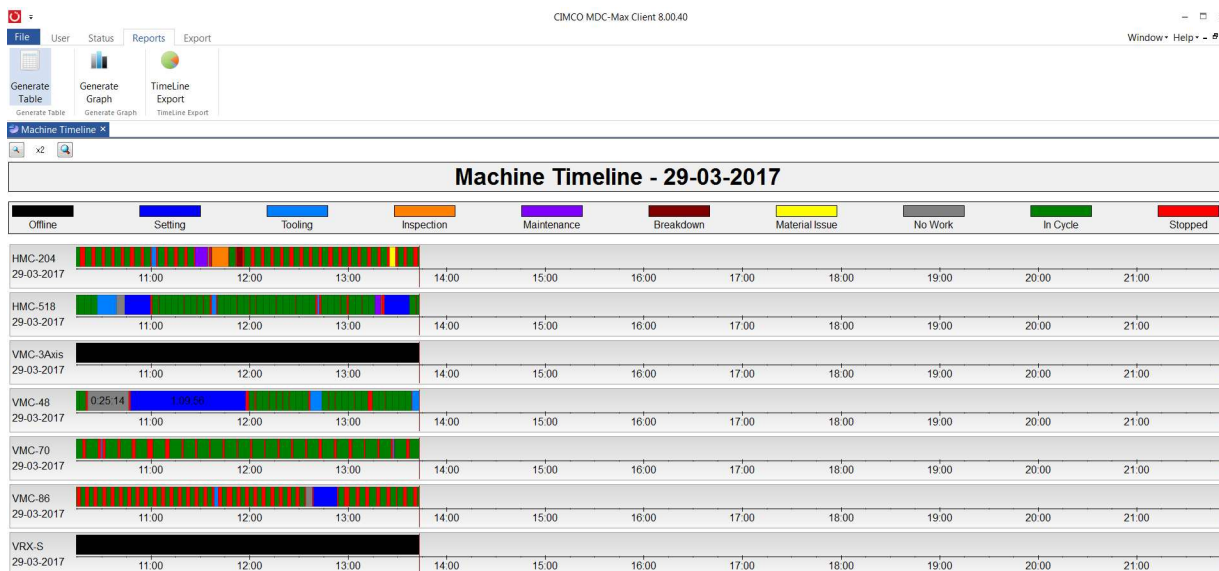 CIMCO MDC-Max Client 8.00.40
File User Status Reports Export Window Help
Generate Table
Generate Graph
TimeLine Export
Generate Table Generate Graph TimeLine Export
Machine Timeline
x2
Machine Timeline - 29-03-2017
Offline Setting Tooling Inspection Maintenance Breakdown Material Issue No Work In Cycle Stopped
HMC-204
29-03-2017 11:00 12:00 13:00 14:00 15:00 16:00 17:00 18:00 19:00 20:00 21:00
HMC-518
29-03-2017 11:00 12:00 13:00 14:00 15:00 16:00 17:00 18:00 19:00 20:00 21:00
VMC-3Axis
29-03-2017 11:00 12:00 13:00 14:00 15:00 16:00 17:00 18:00 19:00 20:00 21:00
VMC-48 0:25:14
29-03-2017 11:00 12:00 13:00 14:00 15:00 16:00 17:00 18:00 19:00 20:00 21:00
VMC-70
29-03-2017 11:00 12:00 13:00 14:00 15:00 16:00 17:00 18:00 19:00 20:00 21:00
VMC-86
29-03-2017 11:00 12:00 13:00 14:00 15:00 16:00 17:00 18:00 19:00 20:00 21:00
VRX-S
29-03-2017 11:00 12:00 13:00 14:00 15:00 16:00 17:00 18:00 19:00 20:00 21:00